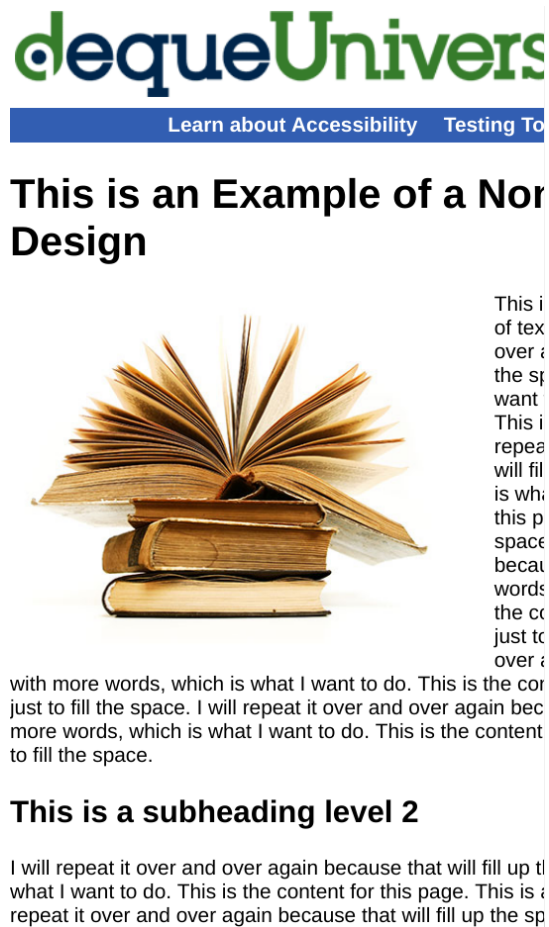 dequeUnivers
Learn about Accessibility Testing To
This is an Example of a Non
Design
This i
of tex
over a
the sp
want
This i
repea
will fil
is wha
this p
space
becau
words
the co
just to
over a
with more words, which is what I want to do. This is the con
just to fill the space. I will repeat it over and over again bec
more words, which is what I want to do. This is the content
to fill the space.
This is a subheading level 2
I will repeat it over and over again because that will fill up th
what I want to do. This is the content for this page. This is a
repeat it over and over again because that will fill up the sp